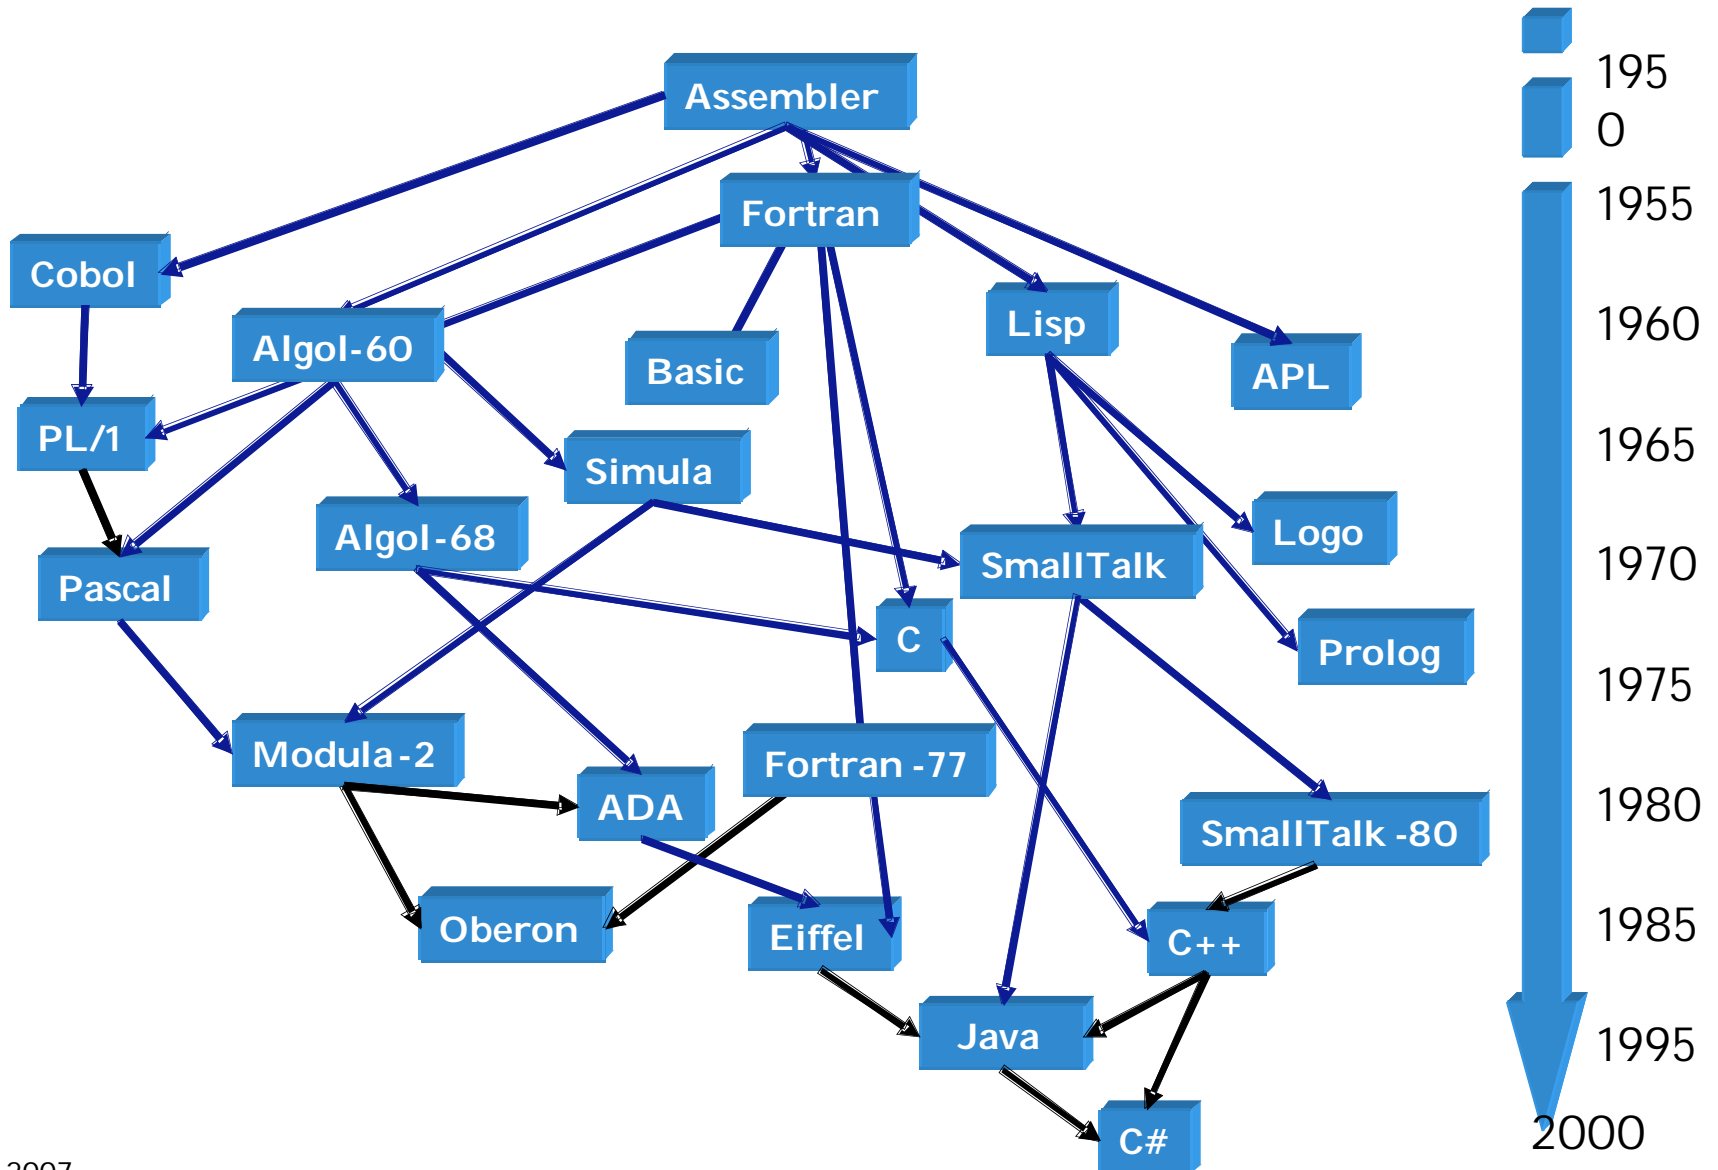 195
0
Assembler
1955
Fortran
Cobol
1960
Lisp
Algol-60
Basic
APL
PL/1
1965
Simula
Logo
Algol-68
SmallTalk
1970
Pascal
C
Prolog
1975
Modula-2
Fortran -77
ADA
1980
SmallTalk -80
1985
Oberon
Eiffel
C++
Java
1995
2000
C#